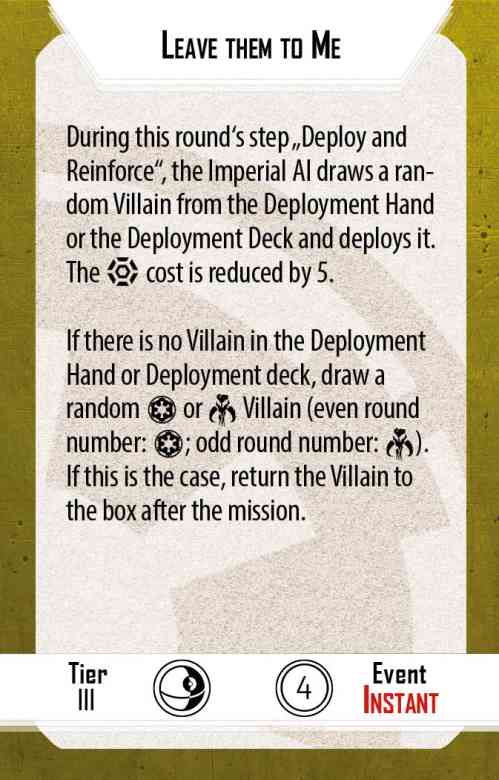 Leave them to Me
During this round‘s step „Deploy and
Reinforce“, the Imperial AI draws a ran-
dom Villain from the Deployment Hand
or the Deployment Deck and deploys it.
The cost is reduced by 5.
If there is no Villain in the Deployment
Hand or Deployment deck, draw a
random or Villain (even round
number: ; odd round number: ).
If this is the case, return the Villain to
the box after the mission.
Tier
III
4
Event
Instant